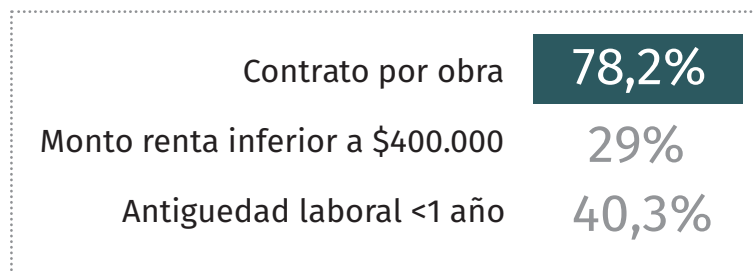 Contrato por obra 78,2%
Monto renta inferior a $400.000 29%
Antiguedad laboral <1 año 40,3%